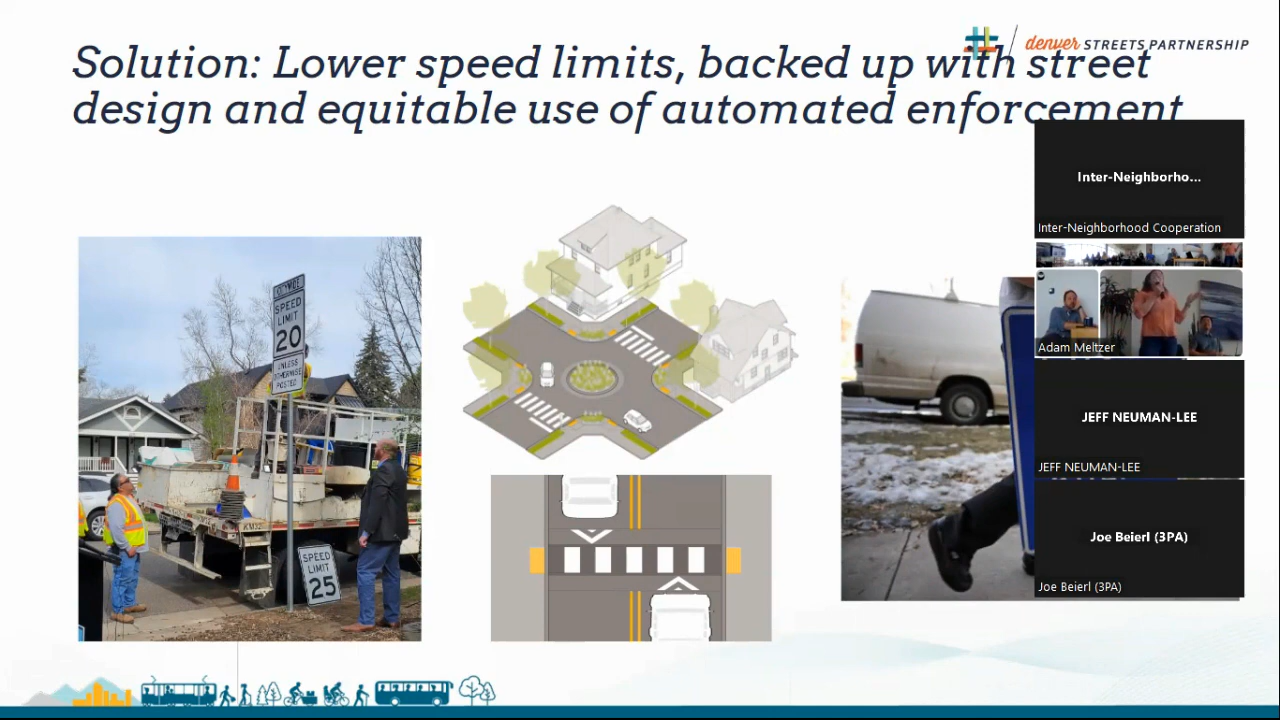 denver STREETS PARTNERSHIP
Solution: Lower speed limits, backed up with street
design and equitable use of automated enforcement
Inter-Neighborho...
Inter-Neighborhood Cooperation
Adam Meltzer
JEFF NEUMAN-LEE
JEFF NEUMAN-LEE
Joe Beierl (3PA)
Joe Beierl (3PA)
CITYWIDE
SPEED
LIMIT
20
UNLESS
OTHERWISE
POSTED
SPEED
LIMIT
25